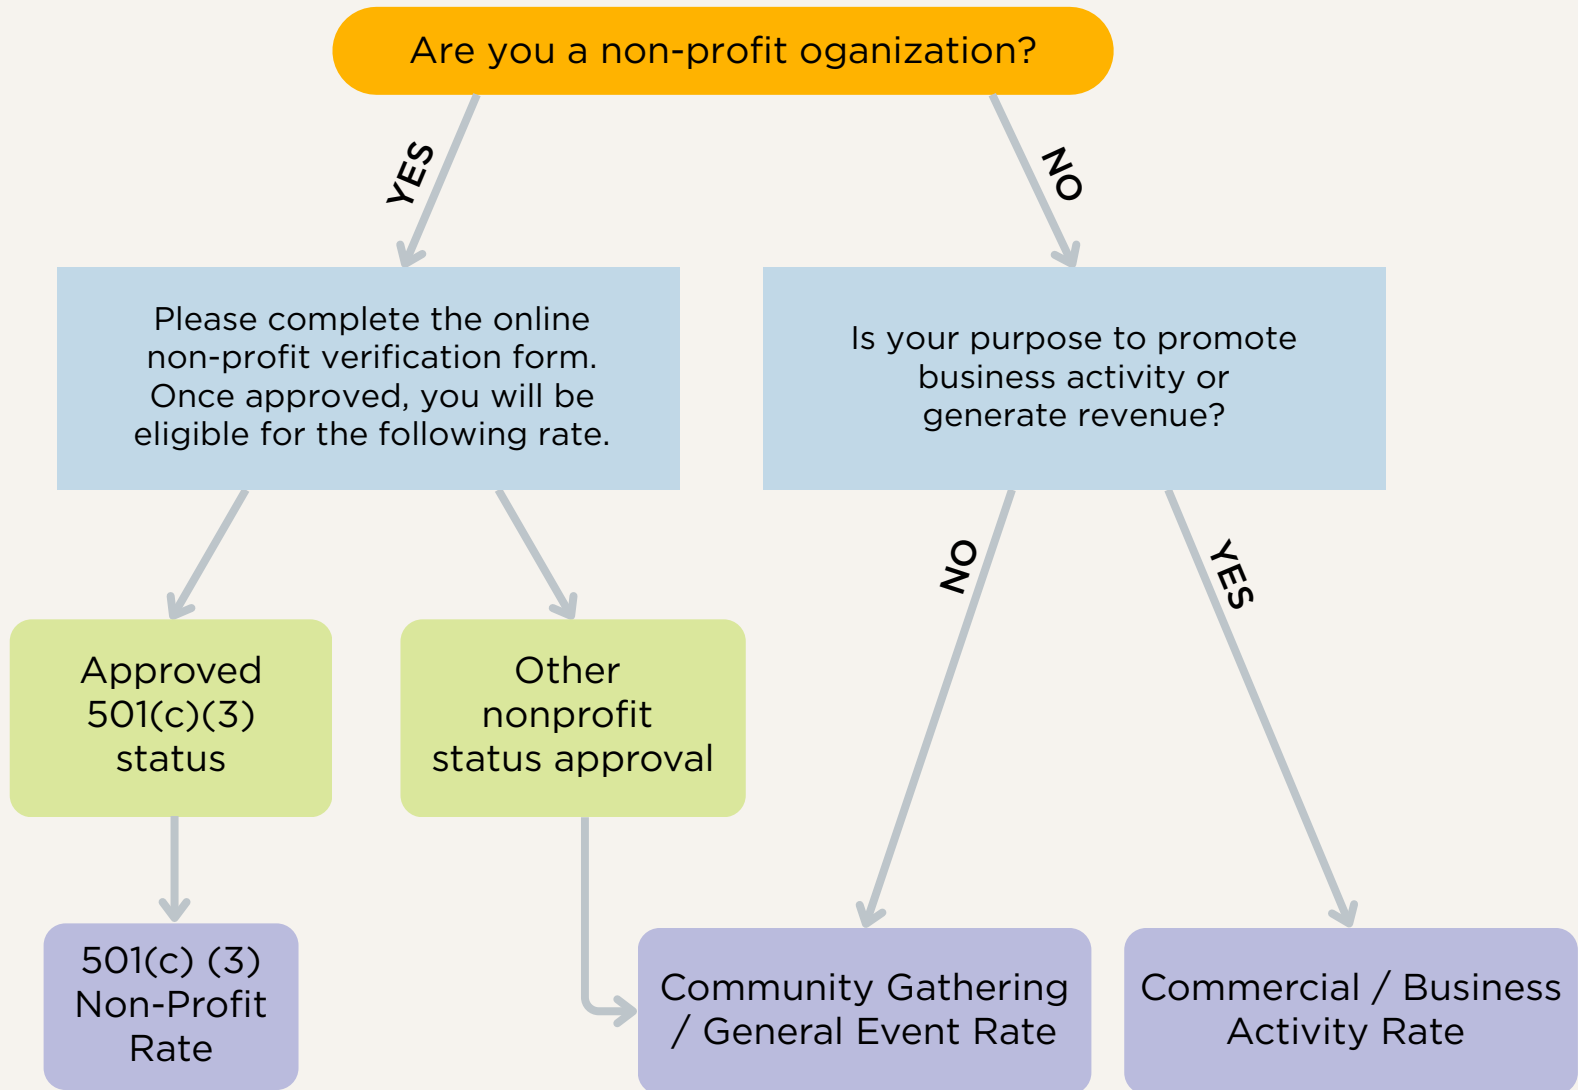 Are you a non-profit oganization?
YES
NO
Please complete the online
non-profit verification form.
Once approved, you will be
eligible for the following rate.
Is your purpose to promote
business activity or
generate revenue?
NO
YES
Approved
501(c)(3)
status
Other
nonprofit
status approval
501(c) (3)
Non-Profit
Rate
Community Gathering
/ General Event Rate
Commercial / Business
Activity Rate